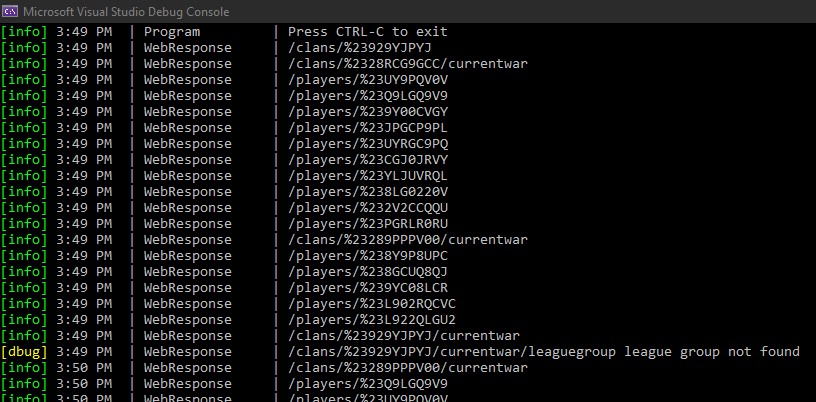 Microsoft Visual Studio Debug Console
[info] 3:49 PM | Program | Press CTRL-C to exit
[info] 3:49 PM | WebResponse | /clans/%23929YJPYJ
[info] 3:49 PM | WebResponse | /clans/%2328RCG9GCC/currentwar
[info] 3:49 PM | WebResponse | /players/%23UY9PQV0V
[info] 3:49 PM | WebResponse | /players/%23Q9LGQ9V9
[info] 3:49 PM | WebResponse | /players/%239Y00CVGY
[info] 3:49 PM | WebResponse | /players/%23JPGCP9PL
[info] 3:49 PM | WebResponse | /players/%23UYRGC9PQ
[info] 3:49 PM | WebResponse | /players/%23CGJ0JRVY
[info] 3:49 PM | WebResponse | /players/%23YLJUVRQL
[info] 3:49 PM | WebResponse | /players/%238LG0220V
[info] 3:49 PM | WebResponse | /players/%232V2CCQQU
[info] 3:49 PM | WebResponse | /players/%23PGRLR0RU
[info] 3:49 PM | WebResponse | /clans/%23289PPPV00/currentwar
[info] 3:49 PM | WebResponse | /players/%238Y9P8UPC
[info] 3:49 PM | WebResponse | /players/%238GCUQ8QJ
[info] 3:49 PM | WebResponse | /players/%239YC08LCR
[info] 3:49 PM | WebResponse | /players/%23L902RQCVC
[info] 3:49 PM | WebResponse | /players/%23L922QLGU2
[info] 3:49 PM | WebResponse | /clans/%23929YJPYJ/currentwar
[dbug] 3:49 PM | WebResponse | /clans/%23929YJPYJ/currentwar/leaguegroup league group not found
[info] 3:50 PM | WebResponse | /clans/%23289PPPV00/currentwar
[info] 3:50 PM | WebResponse | /players/%23Q9LGQ9V9
[info] 3:50 PM | WebResponse | /players/%23UY9PQV0V